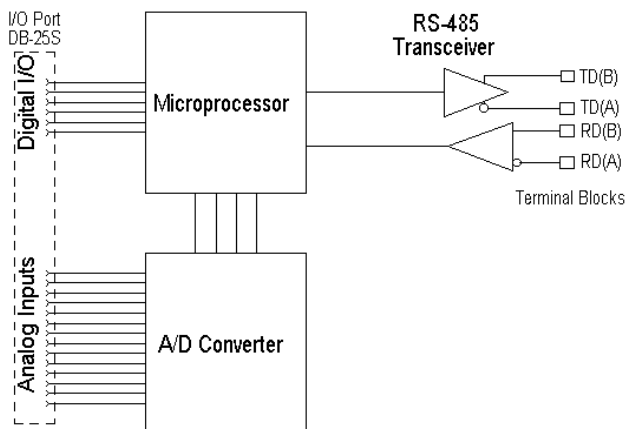 I/O Port
DB-25S
Digital I/O
Analog Inputs
Microprocessor
A/D Converter
RS-485
Transceiver
TD(B)
TD(A)
RD(B)
RD(A)
Terminal Blocks